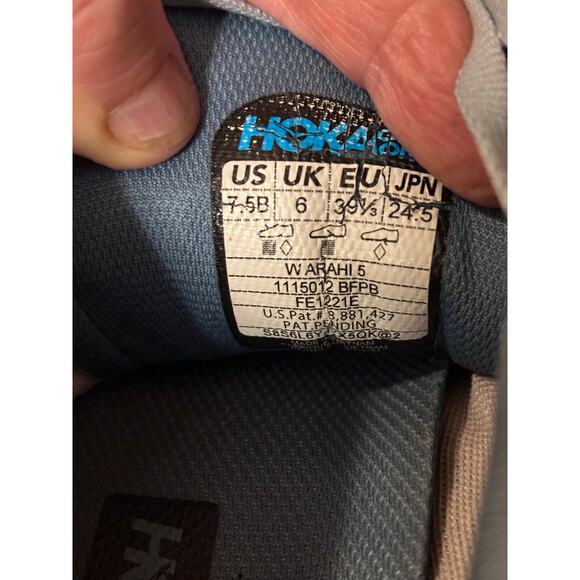 HOKA
US UK EU JPN
7.5B 6 39⅓ 24.5
W ARAHI 5
1115012 BFPB
FE1221E
U.S.Pat.# 8,881,427
PAT.PENDING
MADE IN VIETNAM
VIETNAM